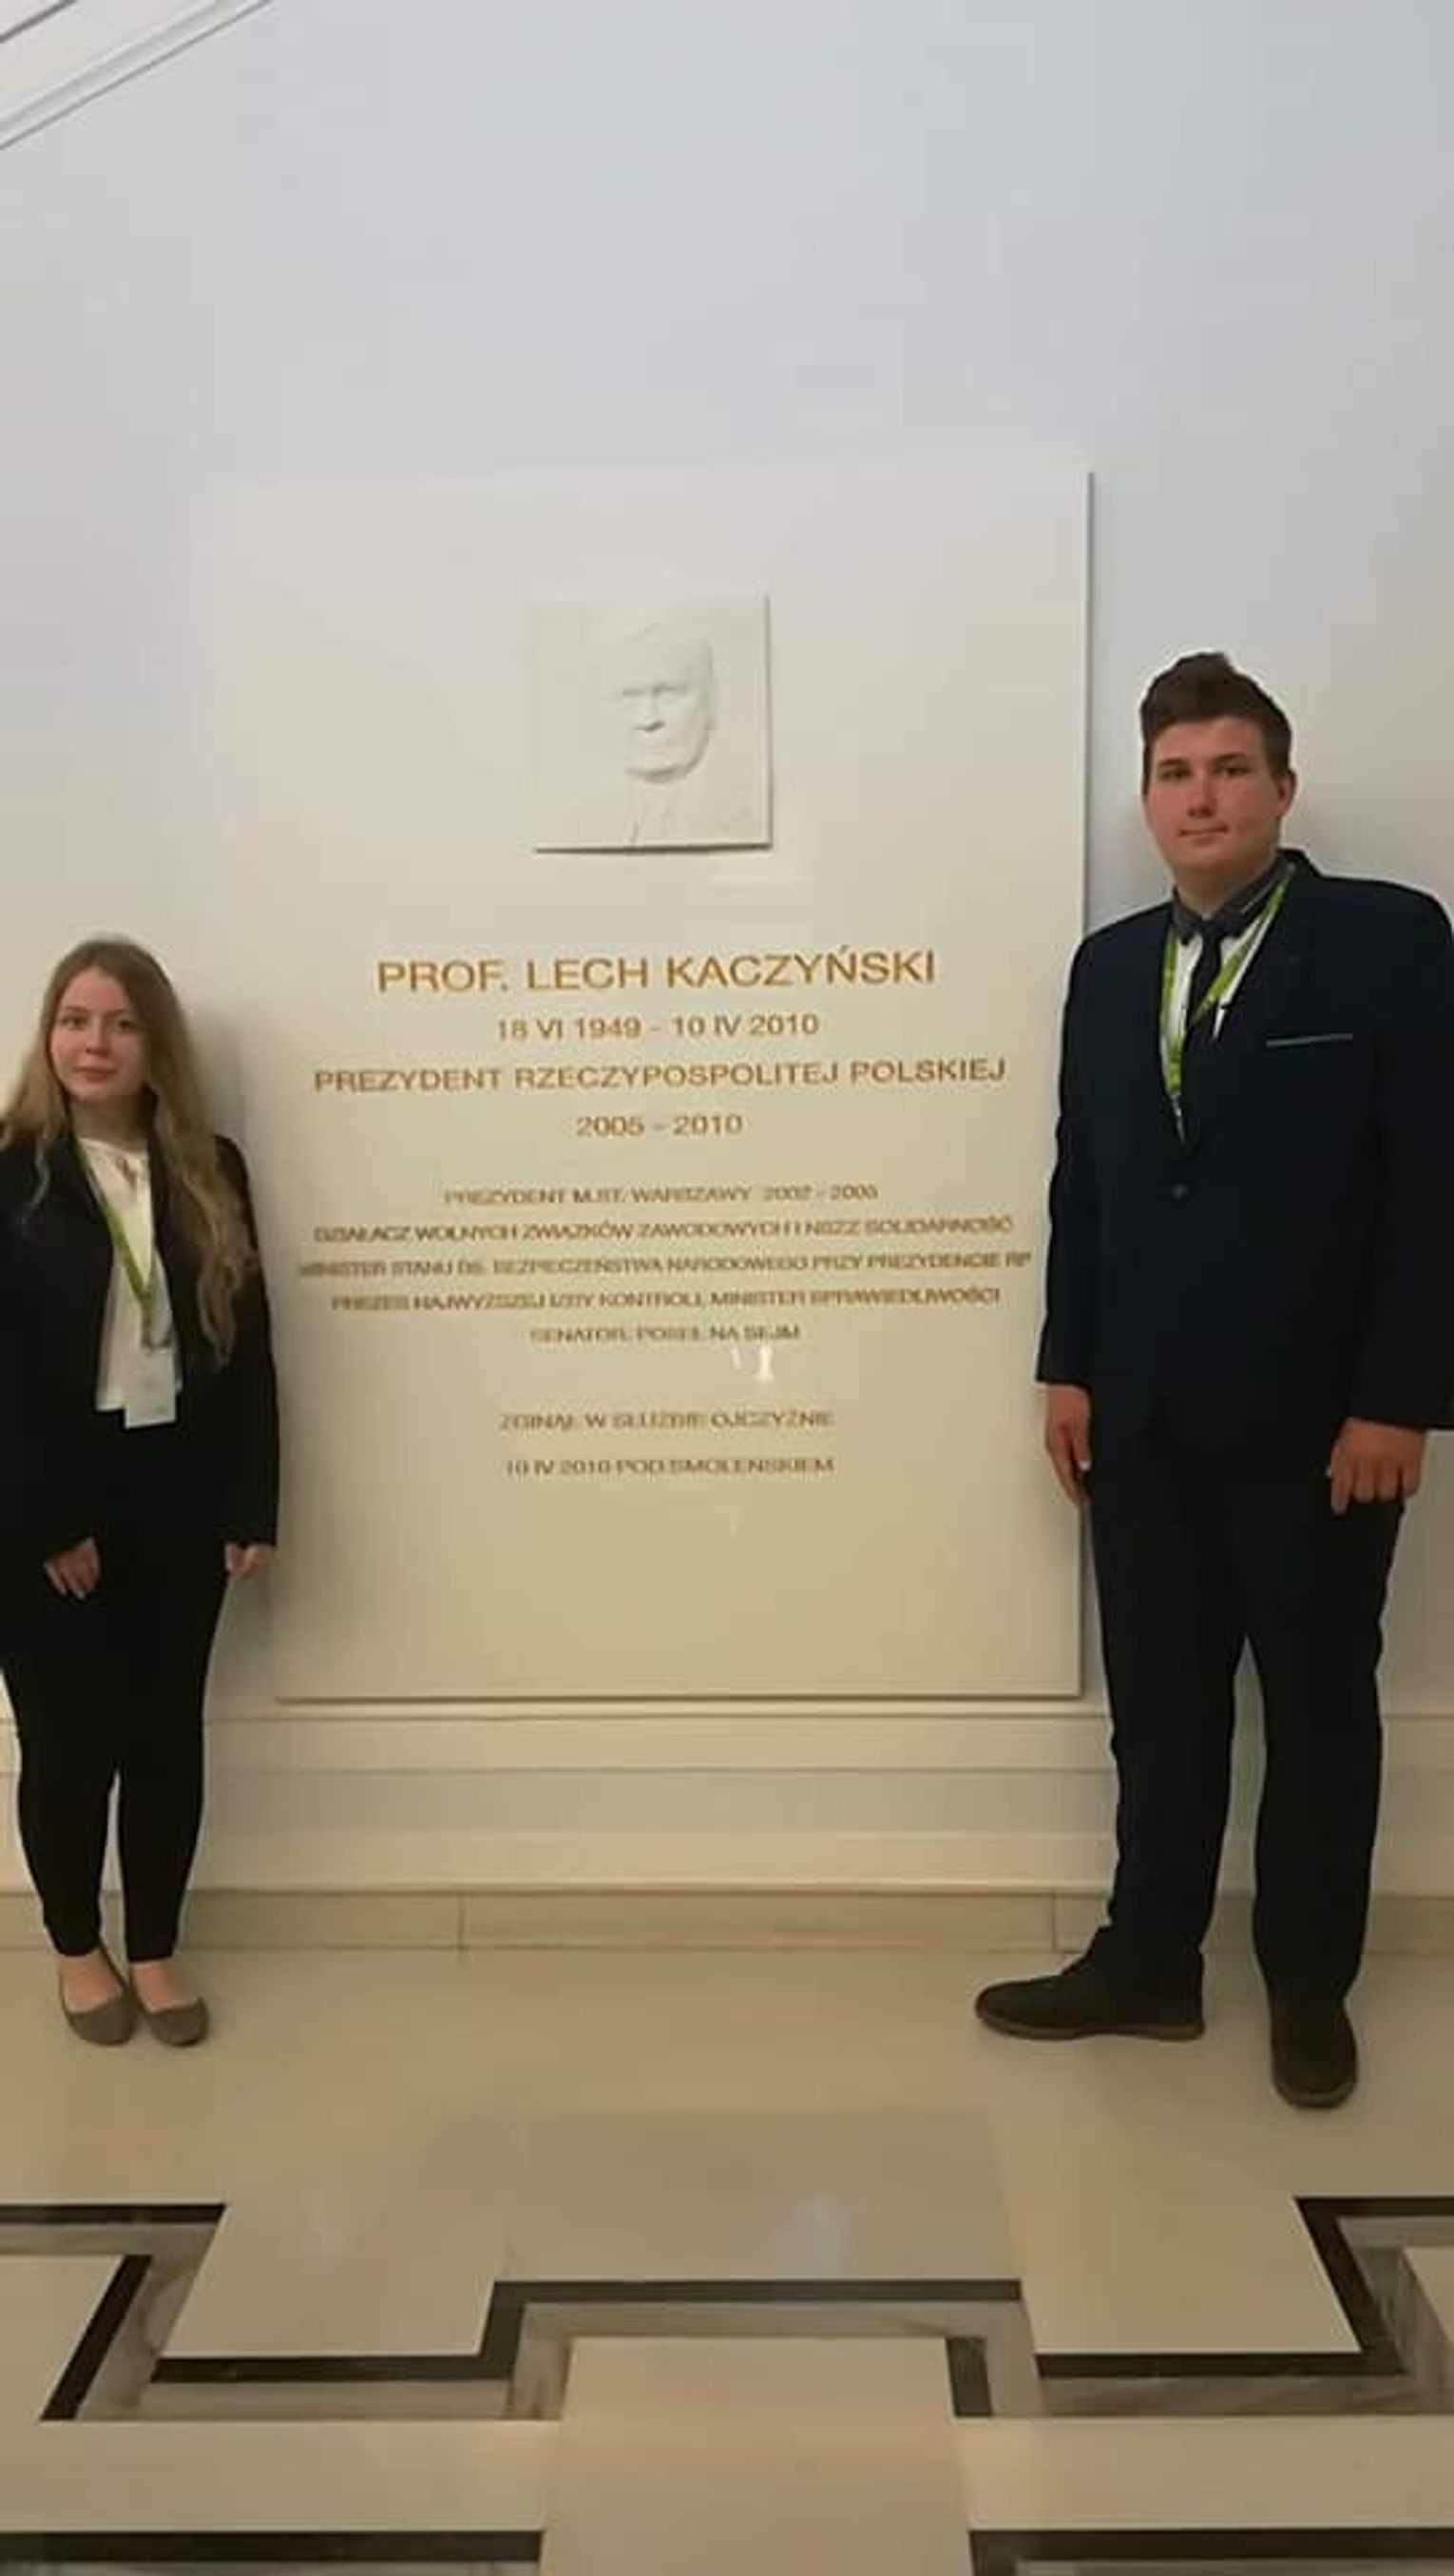 PROF. LECH KACZYŃSKI
18 VI 1949 - 10 IV 2010
PREZYDENT RZECZYPOSPOLITEJ POLSKIEJ
2005 - 2010
PREZYDENT M.ST. WARSZAWY 2002 - 2005
DZIAŁACZ WOLNYCH ZWIĄZKÓW ZAWODOWYCH I NSZZ SOLIDARNOŚĆ
MINISTER STANU DS. BEZPIECZEŃSTWA NARODOWEGO PRZY PREZYDENCIE RP
PREZES NAJWYŻSZEJ IZBY KONTROLI, MINISTER SPRAWIEDLIWOŚCI
SENATOR, POSEŁ NA SEJM
ZGINĄŁ W SŁUŻBIE OJCZYŹNIE
10 IV 2010 POD SMOLEŃSKIEM